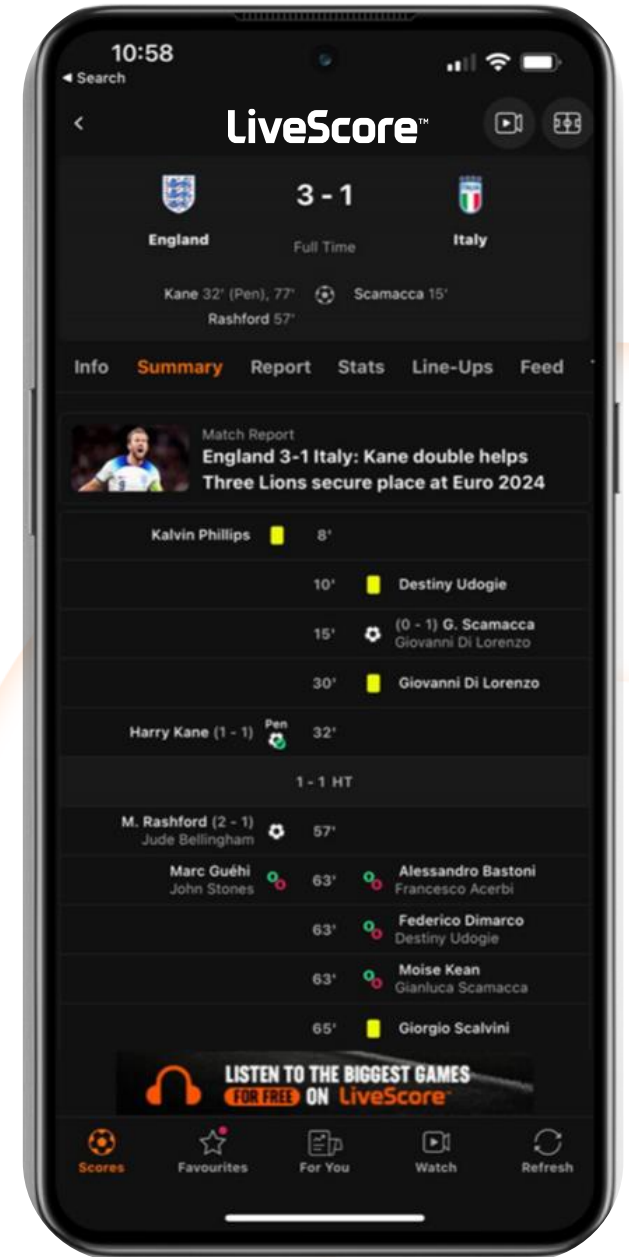 10:58
◄ Search
LiveScore™
3 - 1
England
Full Time
Italy
Kane 32' (Pen), 77'
Scamacca 15'
Rashford 57'
Info Summary Report Stats Line-Ups Feed
Match Report
England 3-1 Italy: Kane double helps
Three Lions secure place at Euro 2024
Kalvin Phillips 8'
10' Destiny Udogie
15' (0 - 1) G. Scamacca
Giovanni Di Lorenzo
30' Giovanni Di Lorenzo
Harry Kane (1 - 1) Pen 32'
1 - 1 HT
M. Rashford (2 - 1) 57'
Jude Bellingham
Marc Guéhi 63' Alessandro Bastoni
John Stones Francesco Acerbi
63' Federico Dimarco
Destiny Udogie
63' Moise Kean
Gianluca Scamacca
65' Giorgio Scalvini
LISTEN TO THE BIGGEST GAMES
FOR FREE ON LiveScore™
Scores Favourites For You Watch Refresh